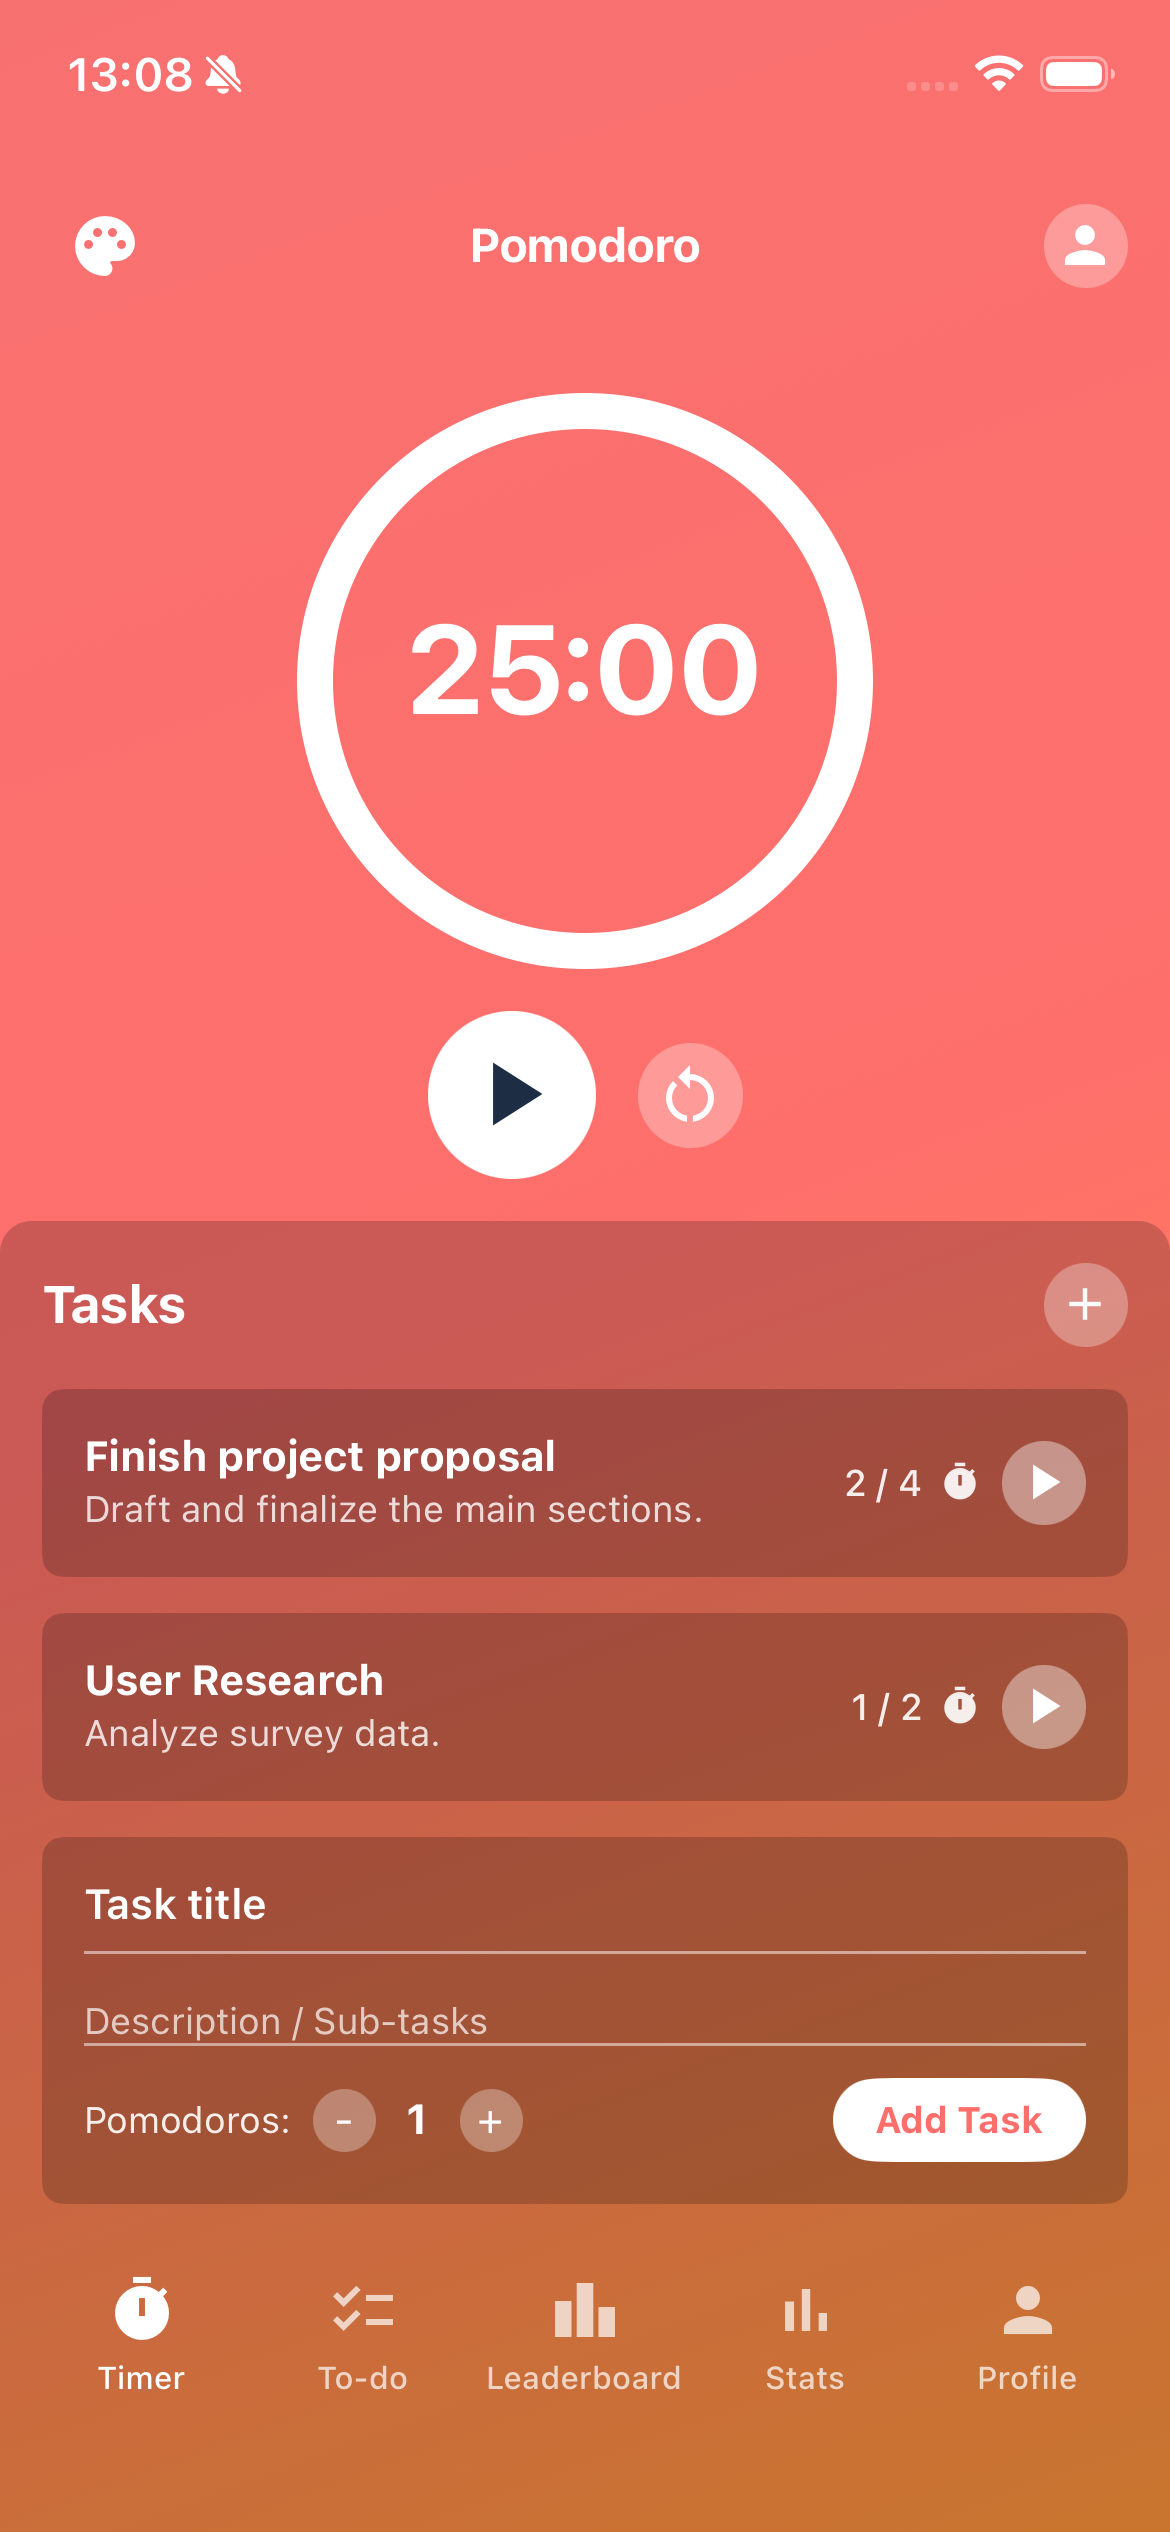 13:08
Pomodoro
25:00
Tasks
Finish project proposal
Draft and finalize the main sections.
2 / 4
User Research
Analyze survey data.
1 / 2
Task title
Description / Sub-tasks
Pomodoros: - 1 + Add Task
Timer To-do Leaderboard Stats Profile